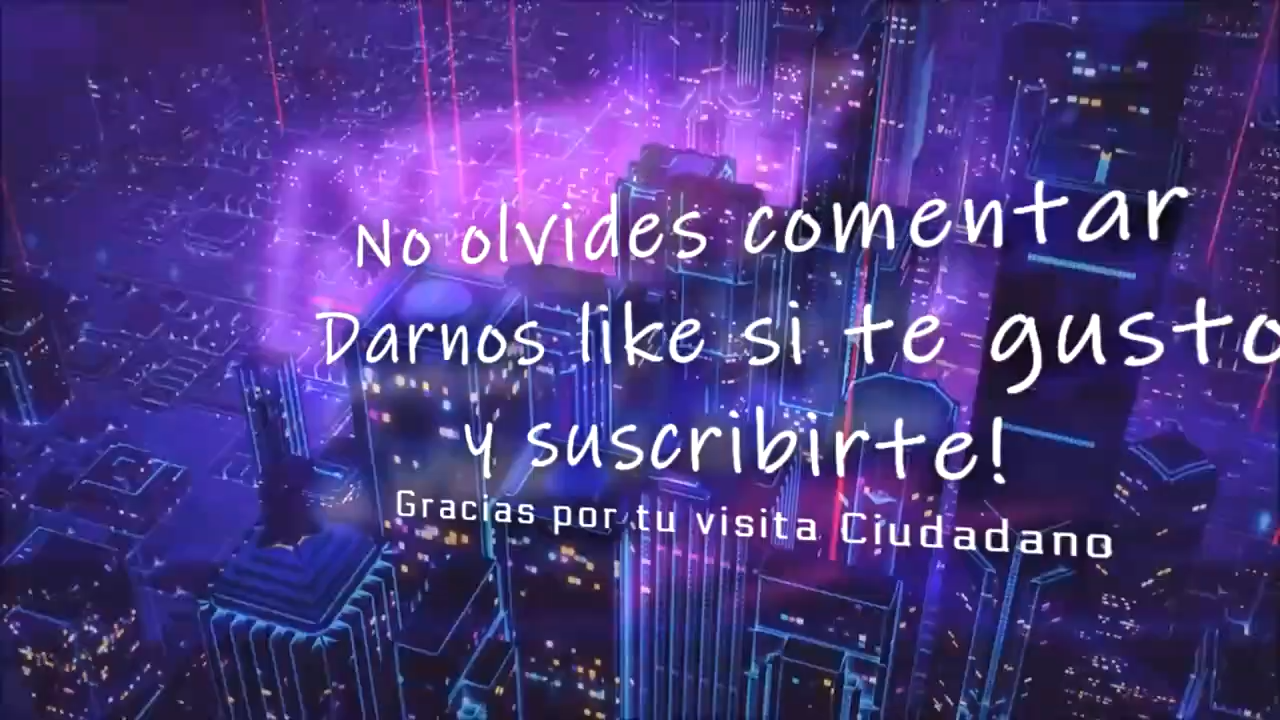 No olvides comentar
Darnos like si te gusto
y suscribirte!
Gracias por tu visita Ciudadano